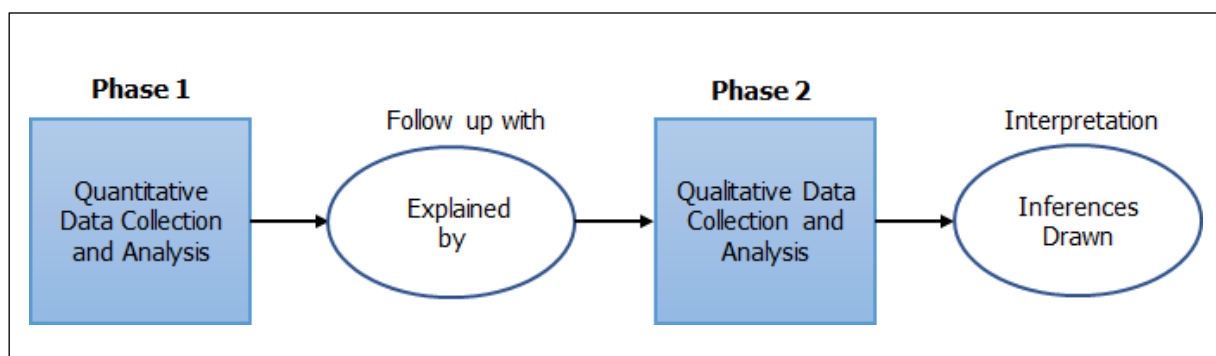 Phase 1
Quantitative
Data Collection
and Analysis
Follow up with
Explained
by
Phase 2
Qualitative Data
Collection and
Analysis
Interpretation
Inferences
Drawn